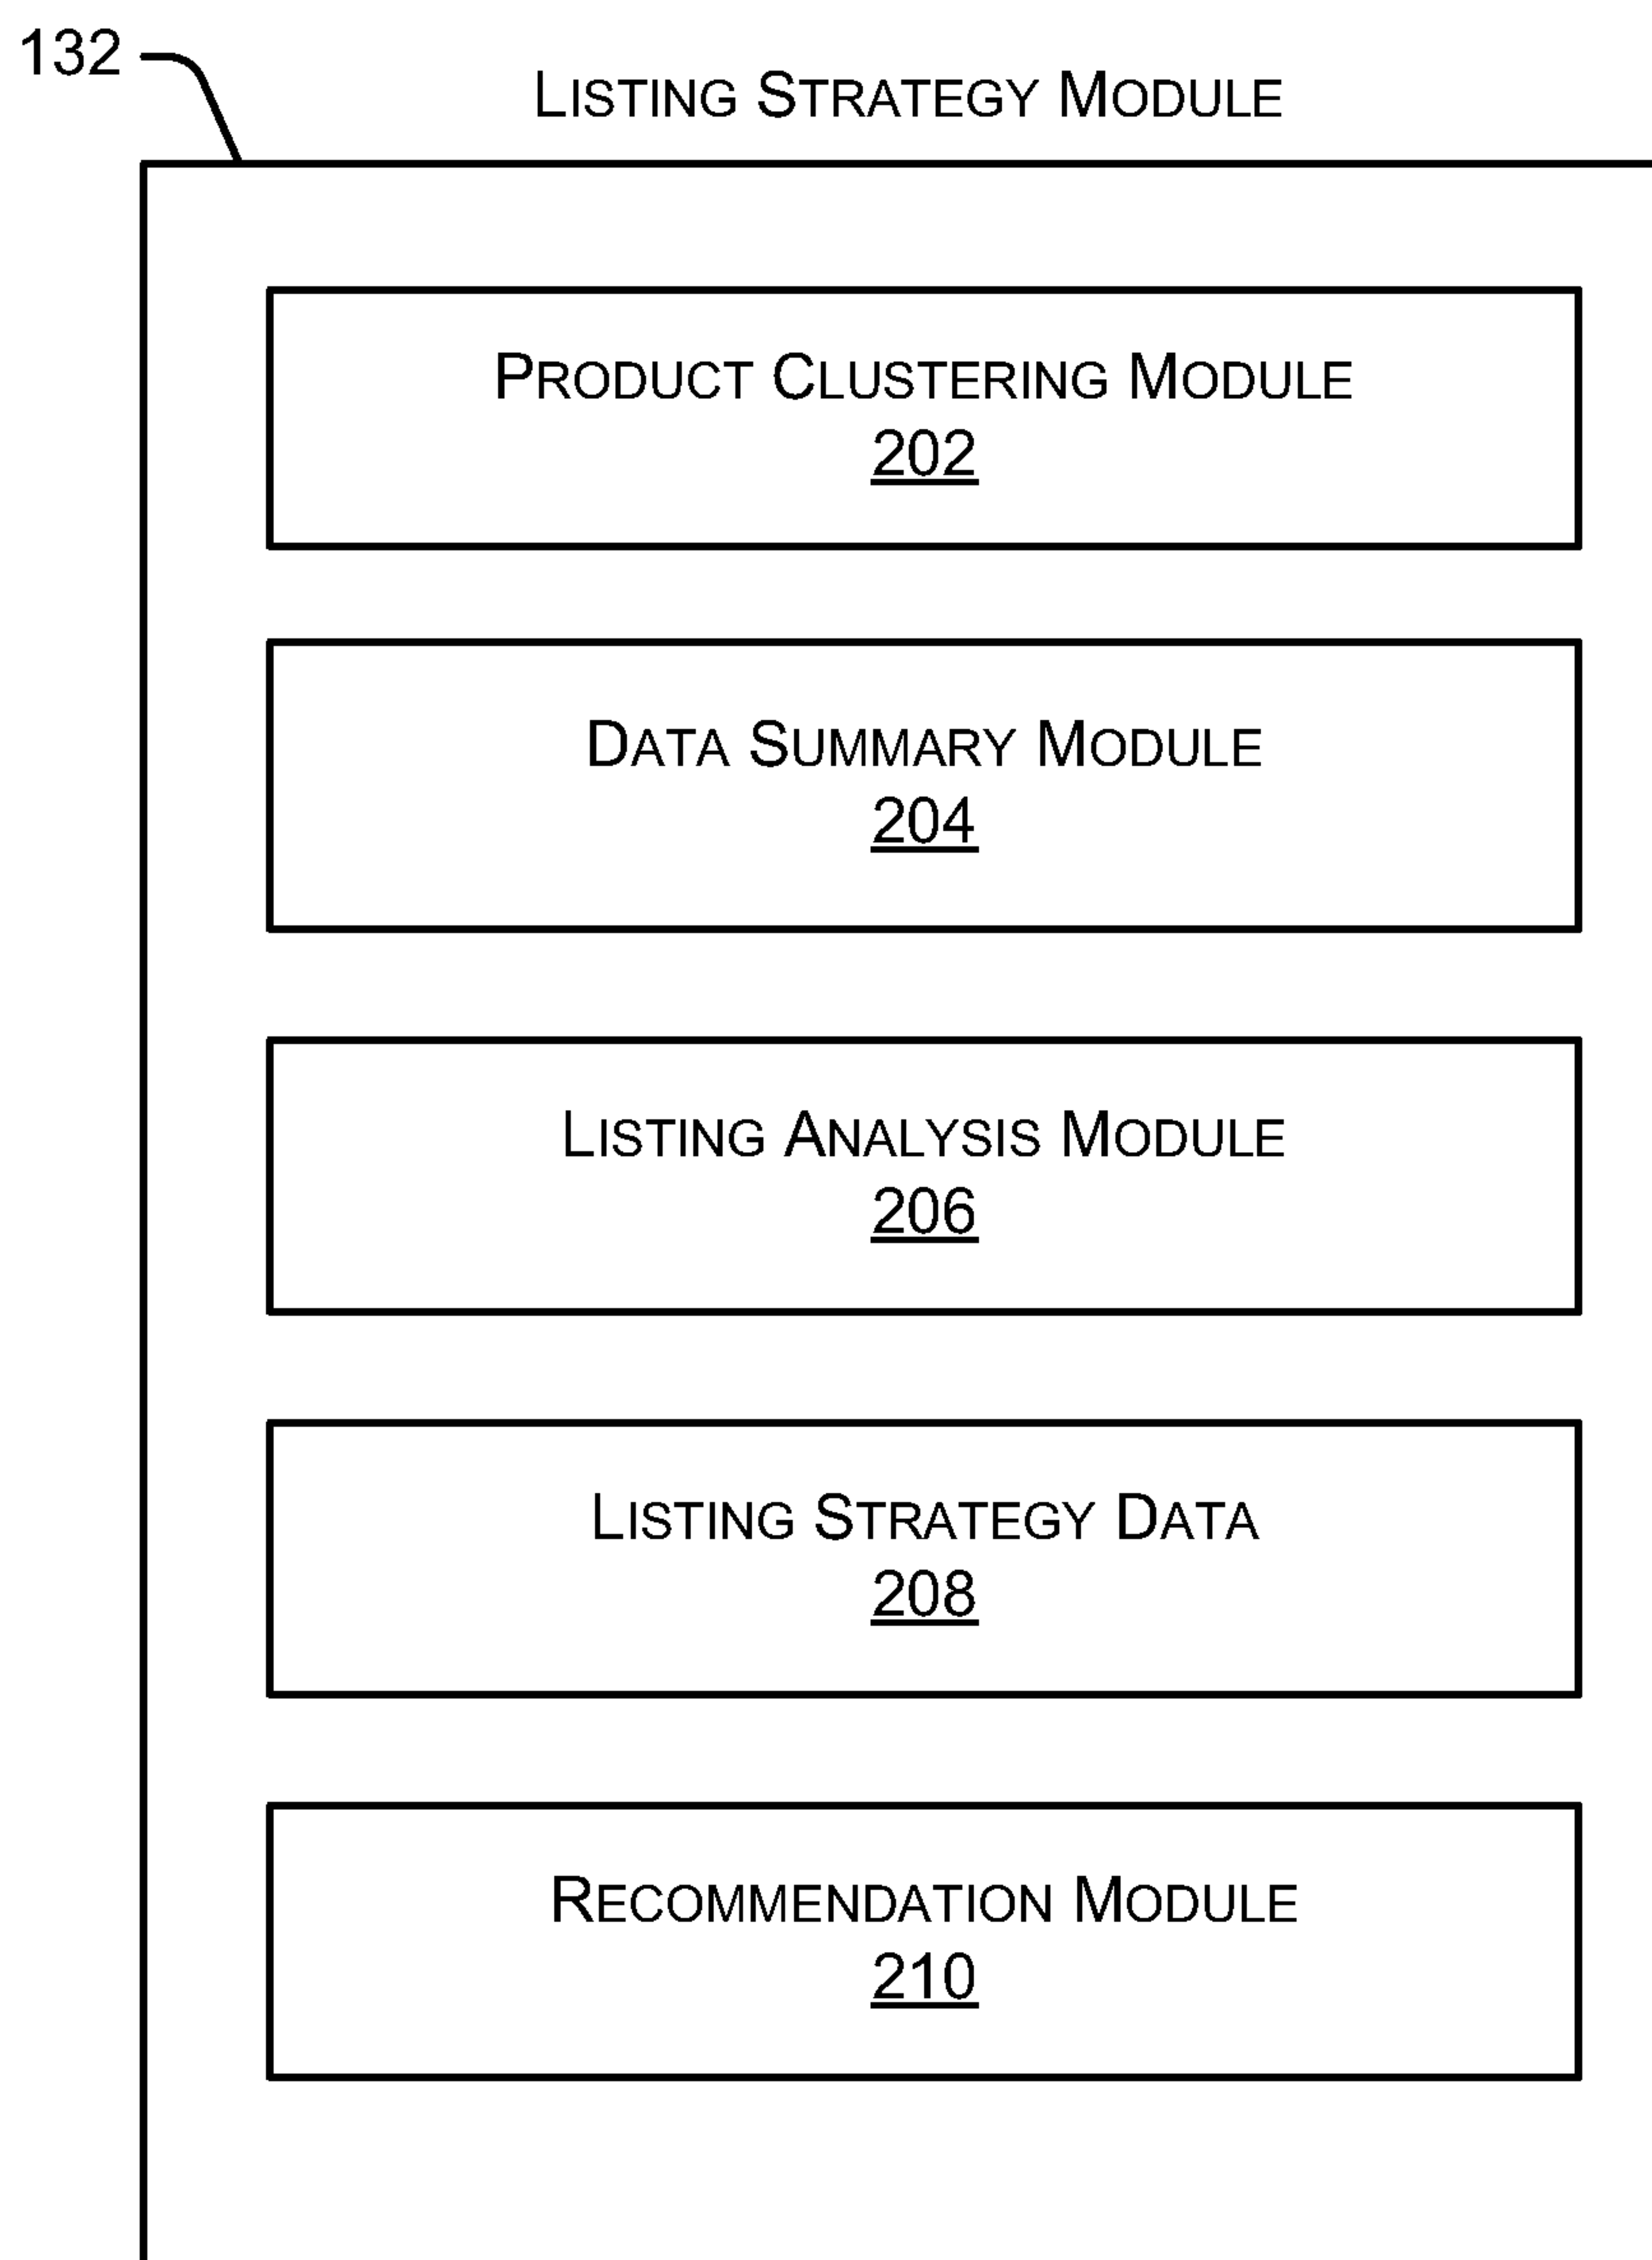 132
LISTING STRATEGY MODULE
PRODUCT CLUSTERING MODULE
202
DATA SUMMARY MODULE
204
LISTING ANALYSIS MODULE
206
LISTING STRATEGY DATA
208
RECOMMENDATION MODULE
210